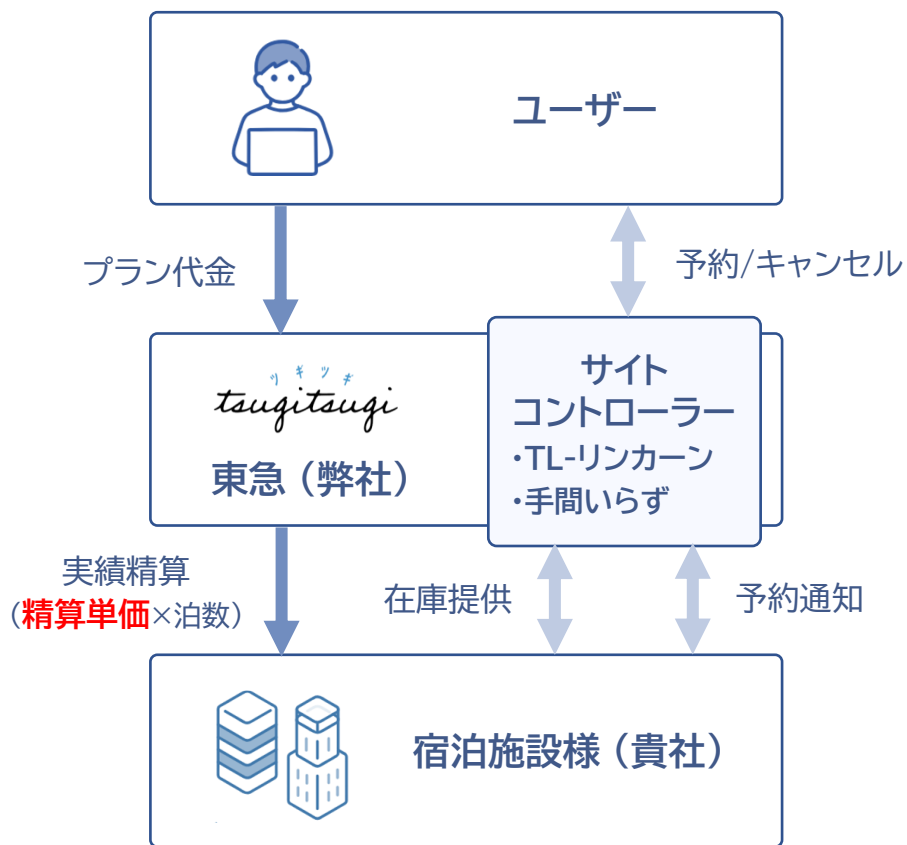 ユーザー
プラン代金
予約/キャンセル
ツギツギ
tsugitsugi
東急（弊社）
サイト
コントローラー
・TL-リンカーン
・手間いらず
実績精算
（精算単価×泊数）
在庫提供
予約通知
宿泊施設様（貴社）